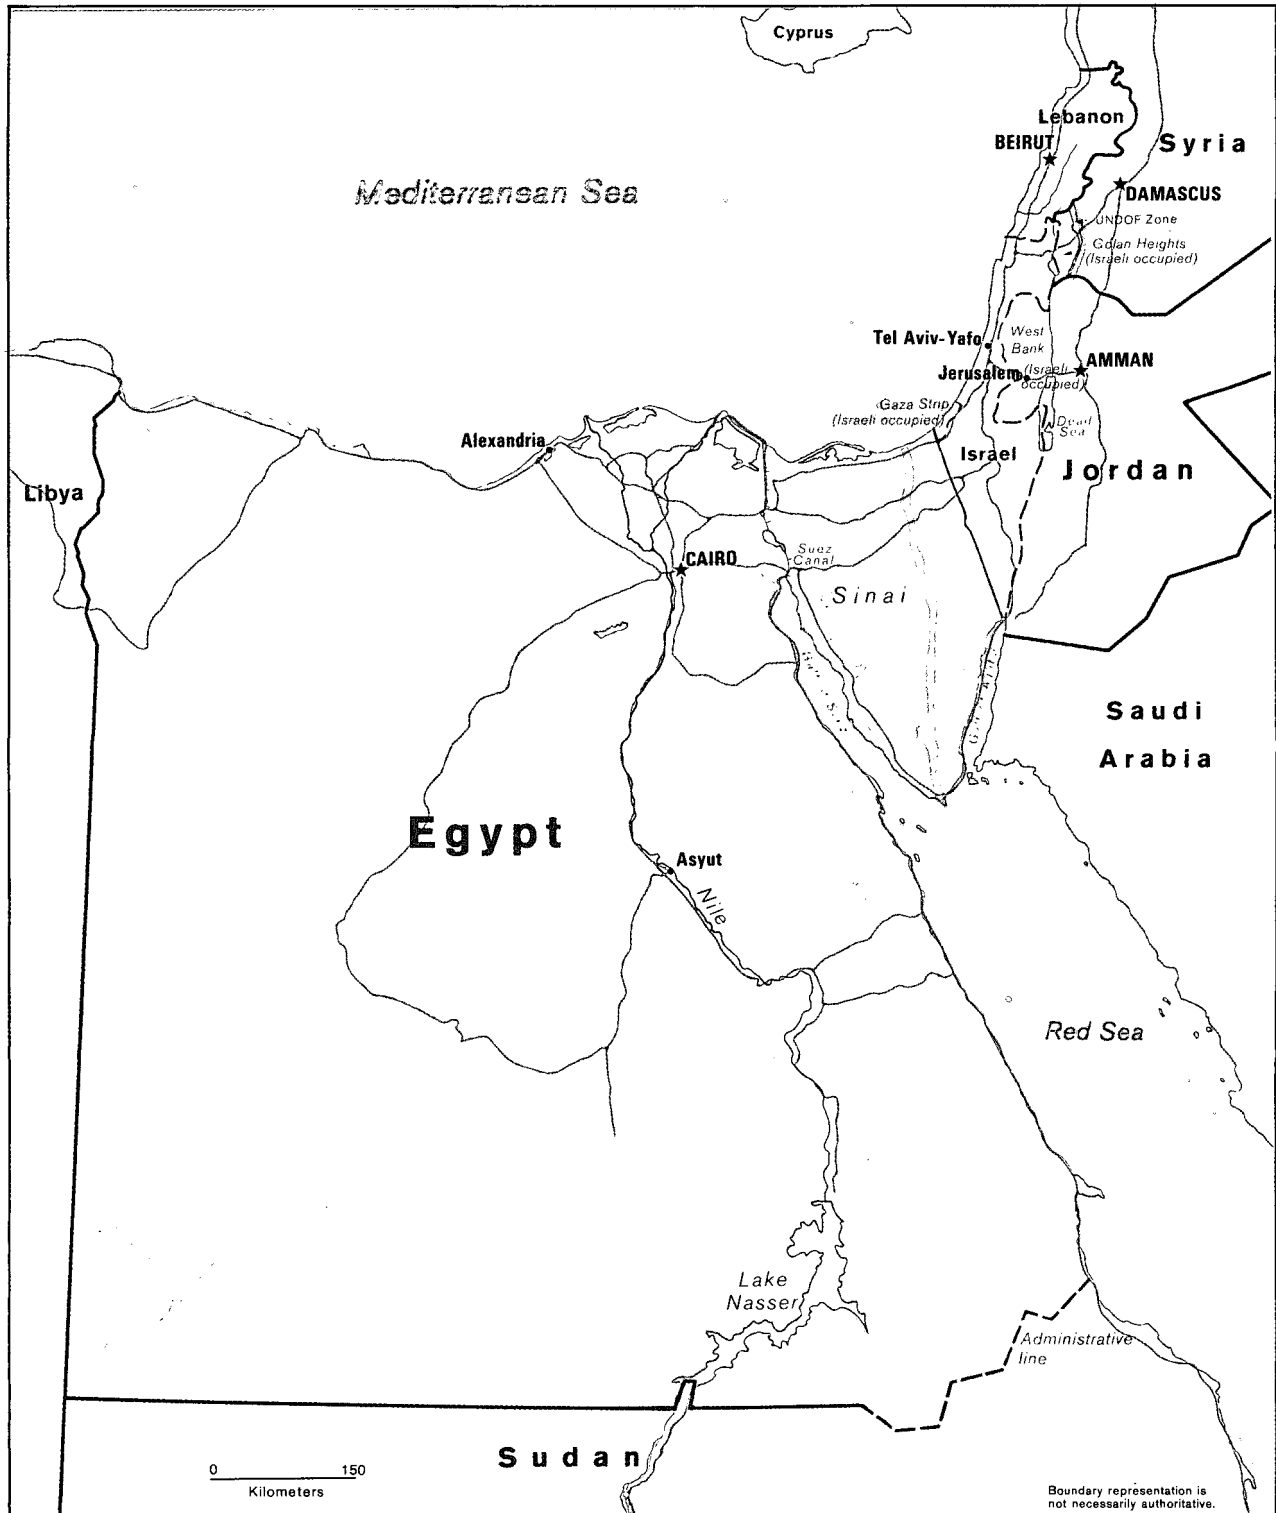 Cyprus
Lebanon
BEIRUT
Syria
Mediterranean Sea
DAMASCUS
UNDOF Zone
Golan Heights
(Israeli occupied)
Tel Aviv-Yafo
West
Bank
AMMAN
Jerusalem
(Israeli
occupied)
Gaza Strip
(Israeli occupied)
Dead
Sea
Alexandria
Israel
Jordan
Libya
Suez
Canal
CAIRO
Sinai
Saudi
Arabia
Egypt
Asyut
Nile
Red Sea
Lake
Nasser
Administrative
line
Sudan
0 150
Kilometers
Boundary representation is
not necessarily authoritative.